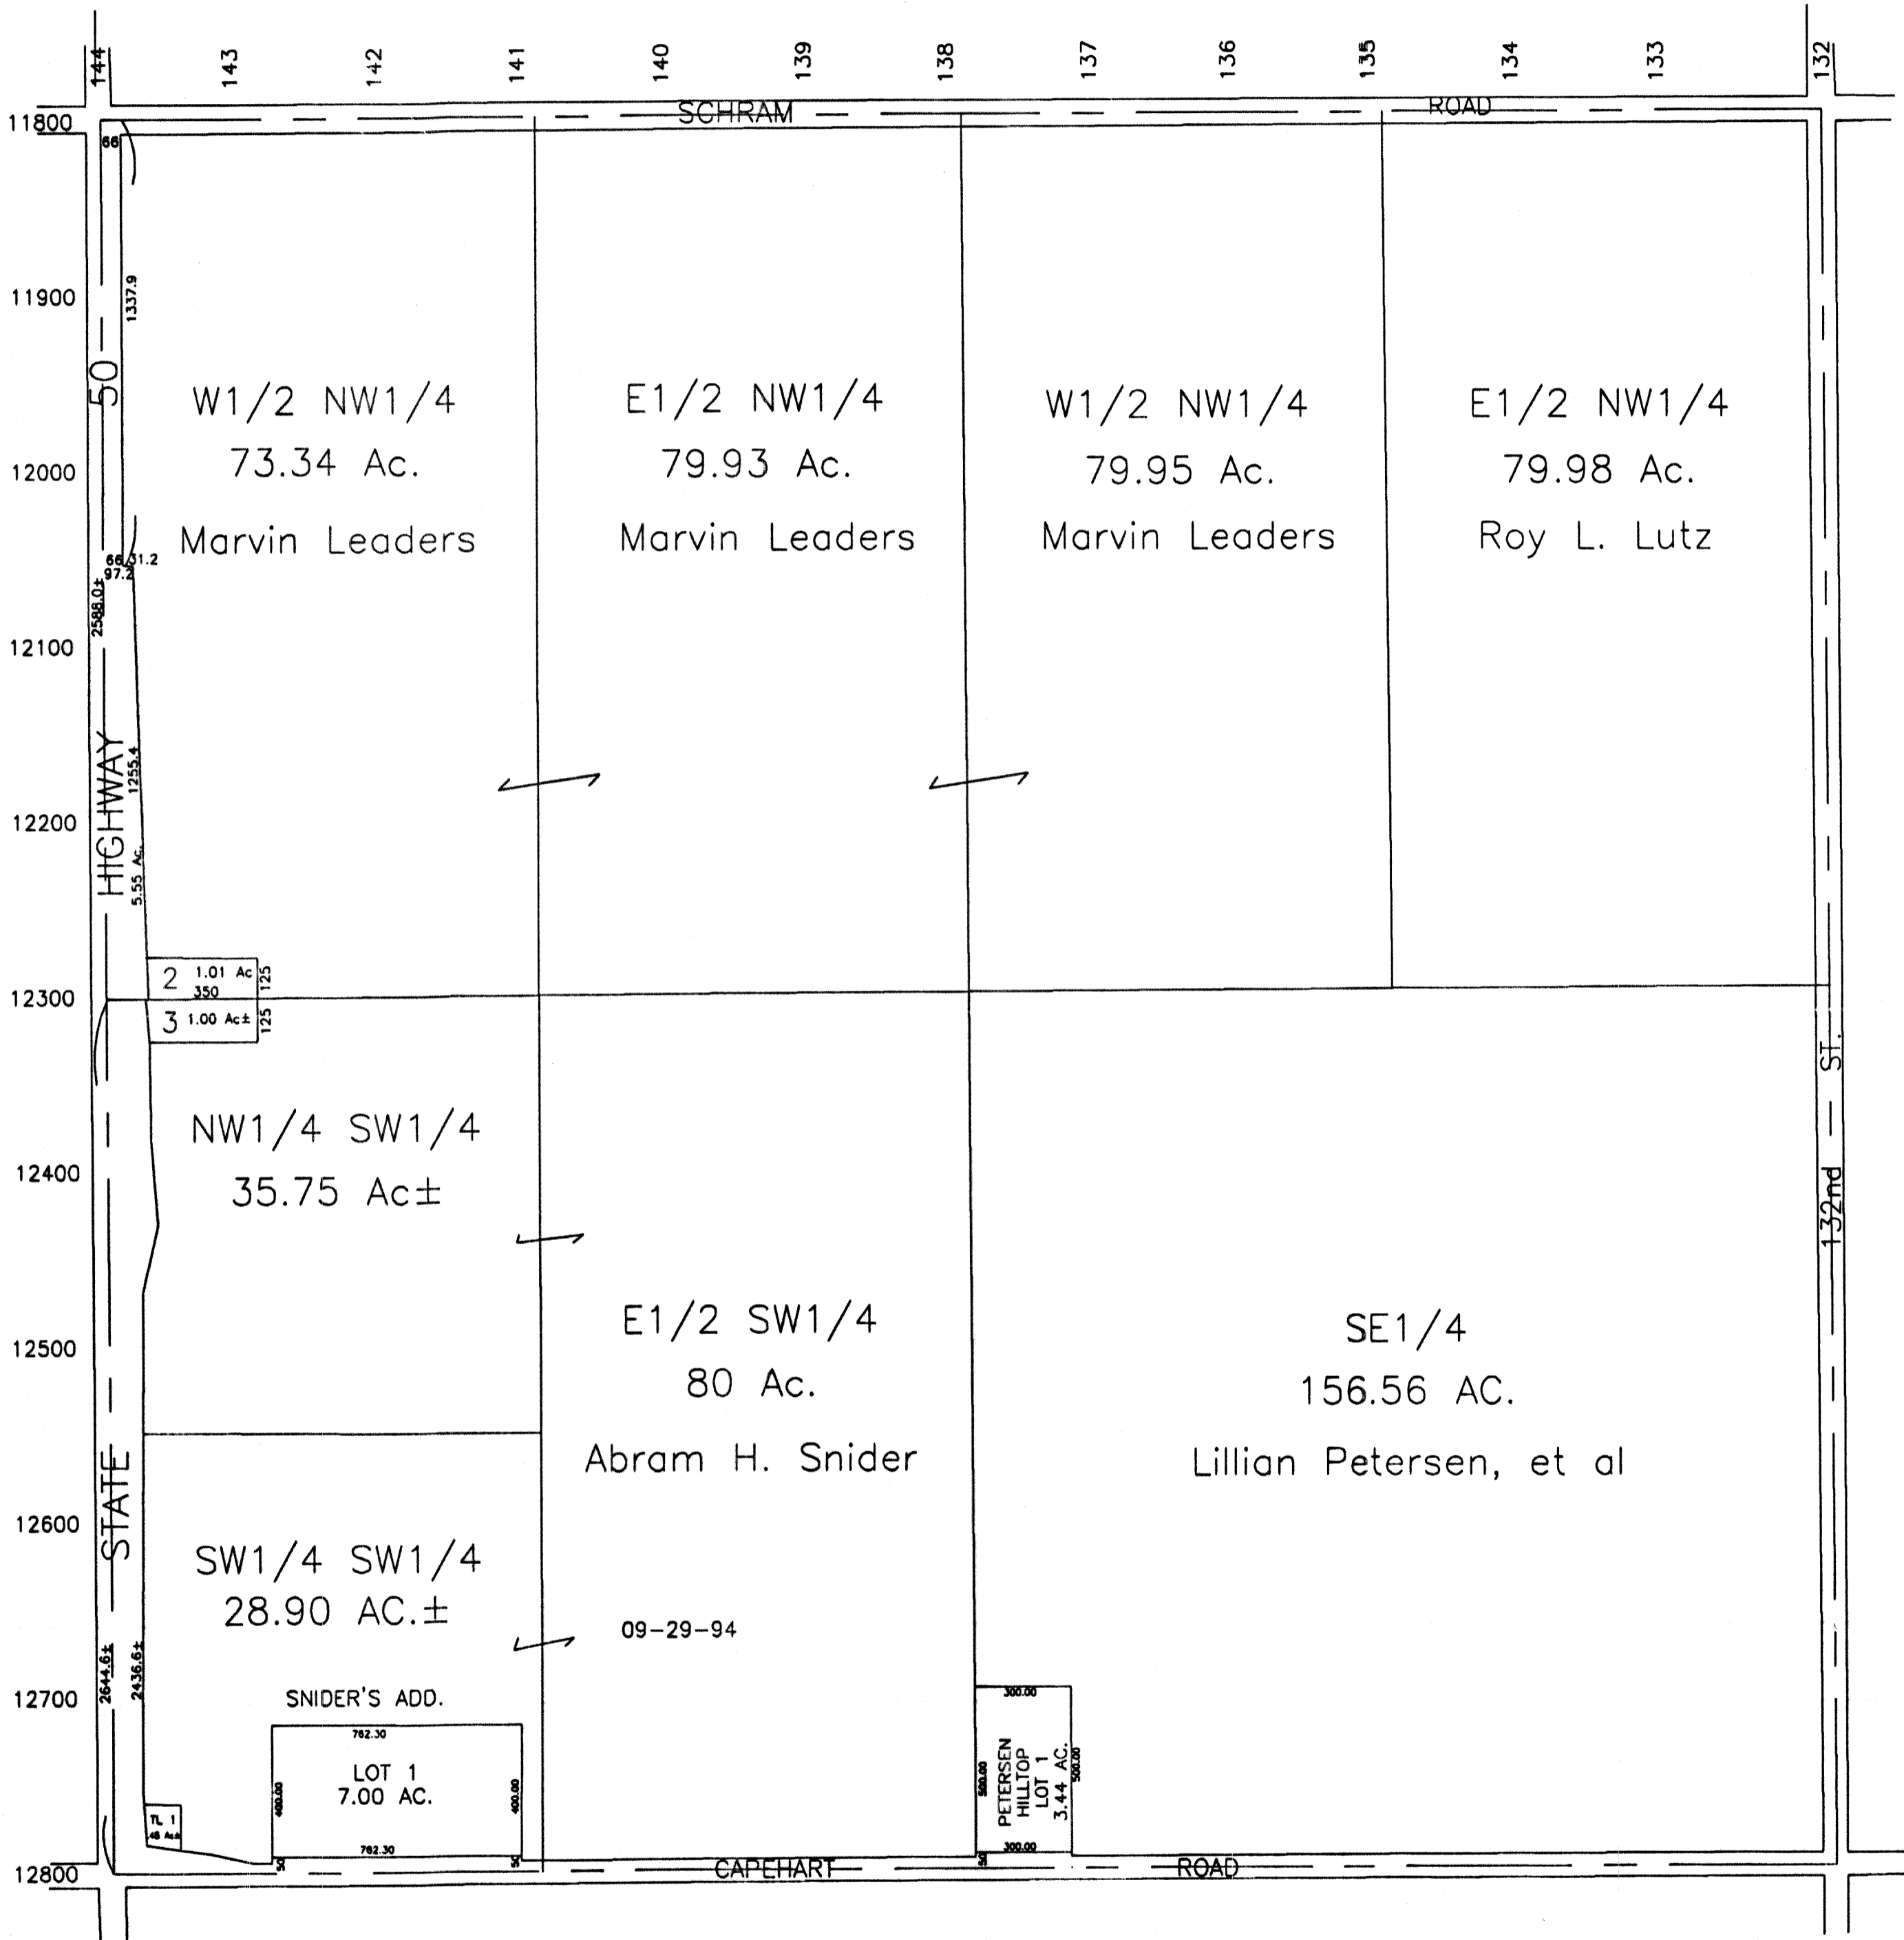 144
143
142
141
140
139
138
137
136
135
134
133
132
SCHRAM ROAD
11800
11900
12000
12100
12200
12300
12400
12500
12600
12700
12800
66
1337.9
50
66
31.2
97.2
2588.0±
HIGHWAY
1255.4
5.55 Ac.
W1/2 NW1/4
73.34 Ac.
Marvin Leaders
E1/2 NW1/4
79.93 Ac.
Marvin Leaders
W1/2 NW1/4
79.95 Ac.
Marvin Leaders
E1/2 NW1/4
79.98 Ac.
Roy L. Lutz
2 1.01 Ac
350
125
3 1.00 Ac±
125
NW1/4 SW1/4
35.75 Ac±
E1/2 SW1/4
80 Ac.
Abram H. Snider
SE1/4
156.56 AC.
Lillian Petersen, et al
132nd ST.
STATE
SW1/4 SW1/4
28.90 AC.±
09-29-94
2644.6±
2436.6±
SNIDER'S ADD.
762.30
LOT 1
7.00 AC.
400.00
400.00
762.30
50
50
TL 1
300.00
500.00
PETERSEN
HILLTOP
LOT 1
3.44 AC.
500.00
300.00
50
CAPEHART ROAD